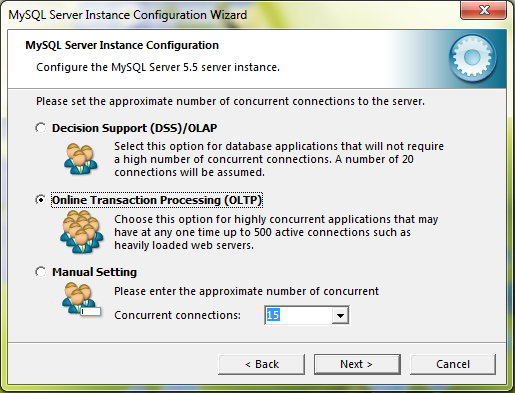 MySQL Server Instance Configuration Wizard
MySQL Server Instance Configuration
Configure the MySQL Server 5.5 server instance.
Please set the approximate number of concurrent connections to the server.
Decision Support (DSS)/OLAP
Select this option for database applications that will not require
a high number of concurrent connections. A number of 20
connections will be assumed.
Online Transaction Processing (OLTP)
Choose this option for highly concurrent applications that may
have at any one time up to 500 active connections such as
heavily loaded web servers.
Manual Setting
Please enter the approximate number of concurrent
Concurrent connections: 15
< Back Next > Cancel